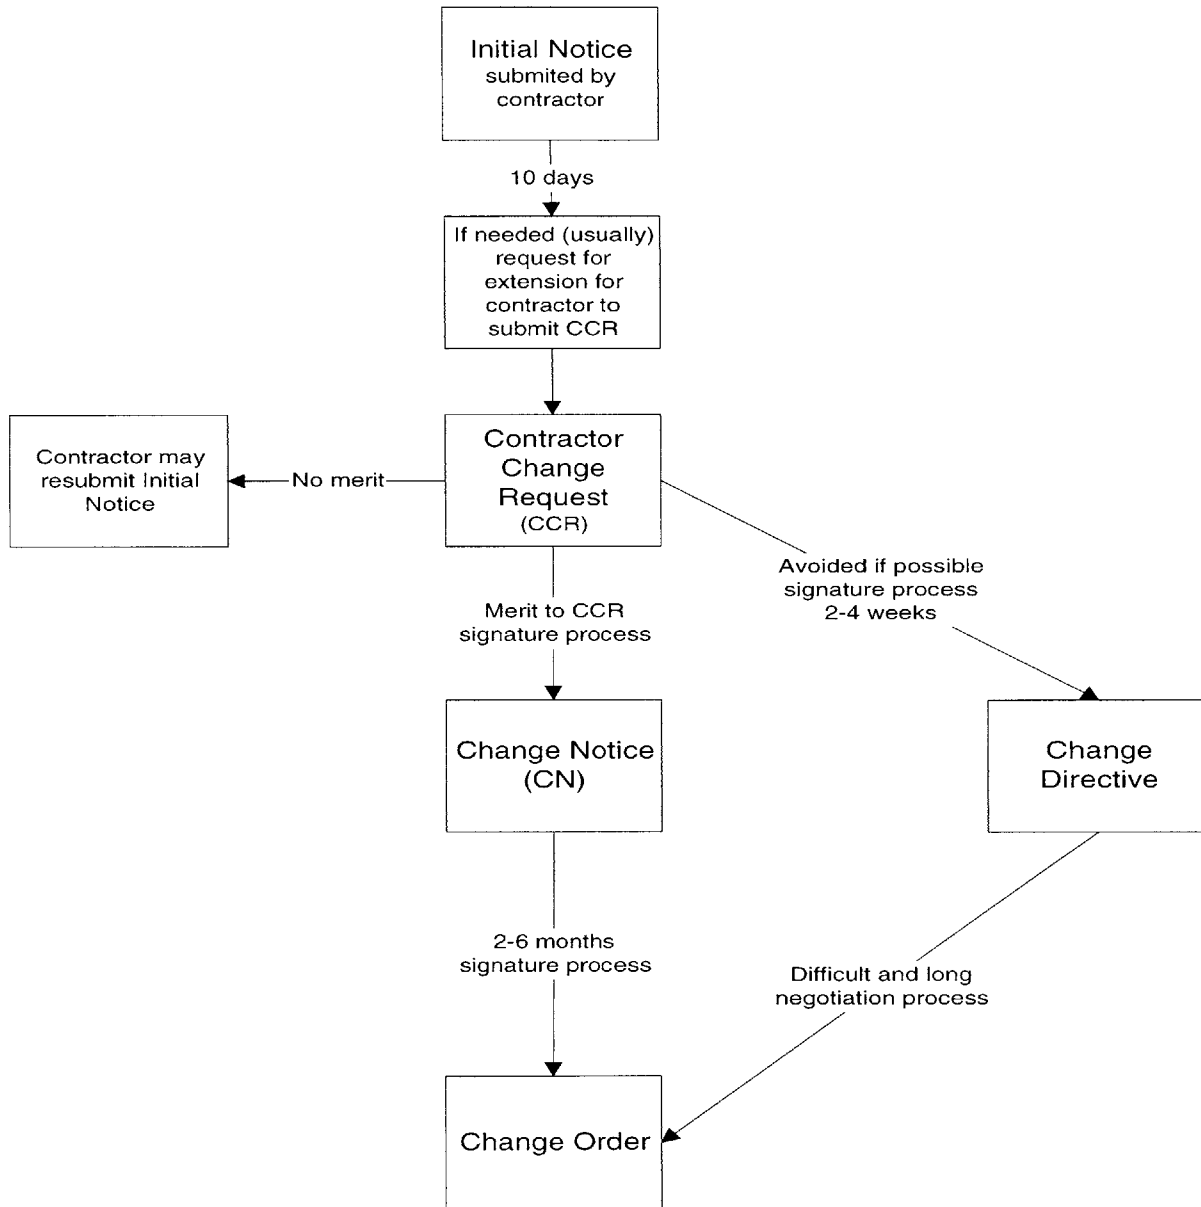 Initial Notice
submited by
contractor
10 days
If needed (usually)
request for
extension for
contractor to
submit CCR
Contractor may
resubmit Initial
Notice
No merit
Contractor
Change
Request
(CCR)
Avoided if possible
signature process
2-4 weeks
Merit to CCR
signature process
Change Notice
(CN)
Change
Directive
2-6 months
signature process
Difficult and long
negotiation process
Change Order